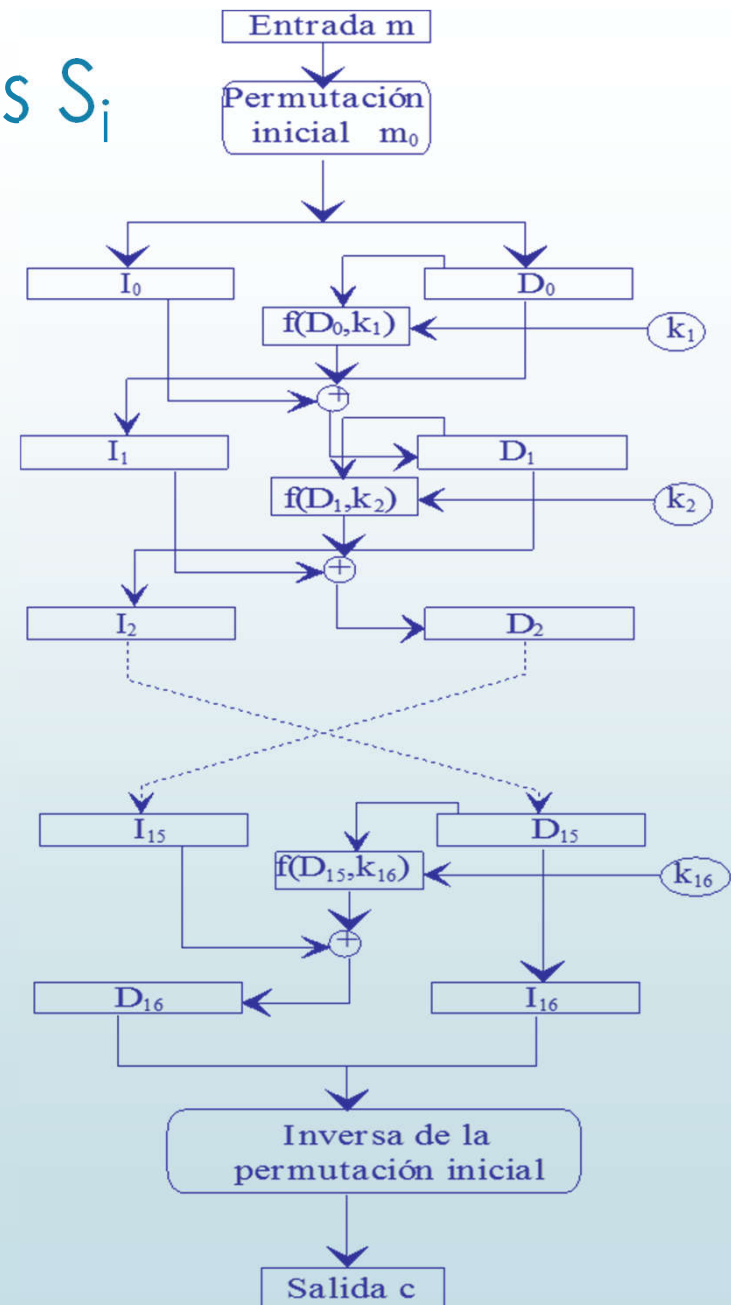 Entrada m
s Sᵢ
Permutación
inicial m₀
I₀
D₀
f(D₀,k₁)
k₁
+
I₁
D₁
f(D₁,k₂)
k₂
+
I₂
D₂
I₁₅
D₁₅
f(D₁₅,k₁₆)
k₁₆
+
D₁₆
I₁₆
Inversa de la
permutación inicial
Salida c